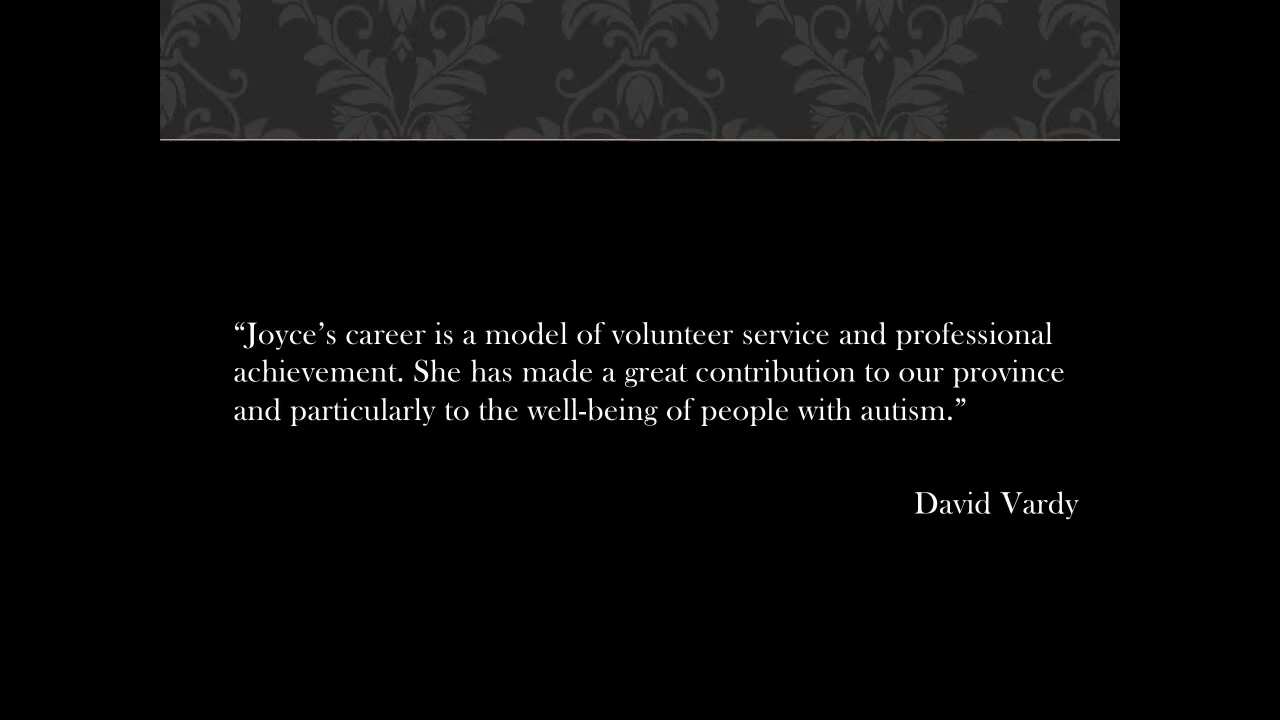 “Joyce’s career is a model of volunteer service and professional
achievement. She has made a great contribution to our province
and particularly to the well-being of people with autism.”
David Vardy